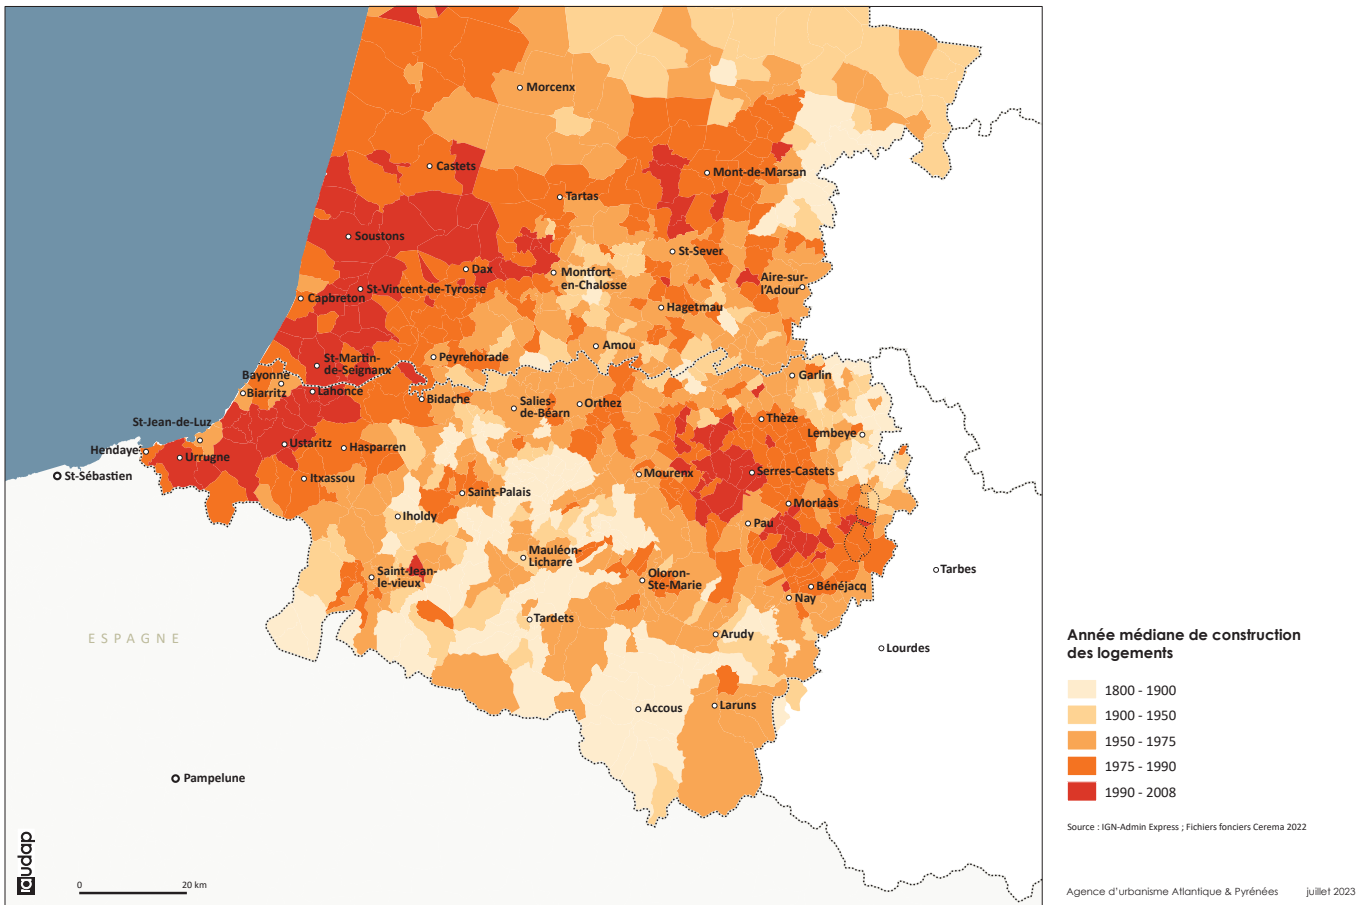 Morcenx
Castets
Mont-de-Marsan
Tartas
Soustons
St-Sever
Dax
Montfort-
en-Chalosse
Aire-sur-
l'Adour
St-Vincent-de-Tyrosse
Capbreton
Hagetmau
Amou
Peyrehorade
St-Martin-
de-Seignanx
Bayonne
Biarritz
Lahonce
Bidache
Garlin
Salies-
de-Béarn
Orthez
Thèze
Lembeye
St-Jean-de-Luz
Hendaye
Urrugne
Ustaritz
Hasparren
St-Sébastien
Itxassou
Mourenx
Serres-Castets
Saint-Palais
Morlaàs
Iholdy
Pau
Mauléon-
Licharre
Saint-Jean-
le-vieux
Oloron-
Ste-Marie
Tarbes
Bénéjacq
Nay
Tardets
Arudy
ESPAGNE
Lourdes
Accous
Laruns
Pampelune
audap
0 20 km
Année médiane de construction
des logements
1800 - 1900
1900 - 1950
1950 - 1975
1975 - 1990
1990 - 2008
Source : IGN-Admin Express ; Fichiers fonciers Cerema 2022
Agence d'urbanisme Atlantique & Pyrénées juillet 2023